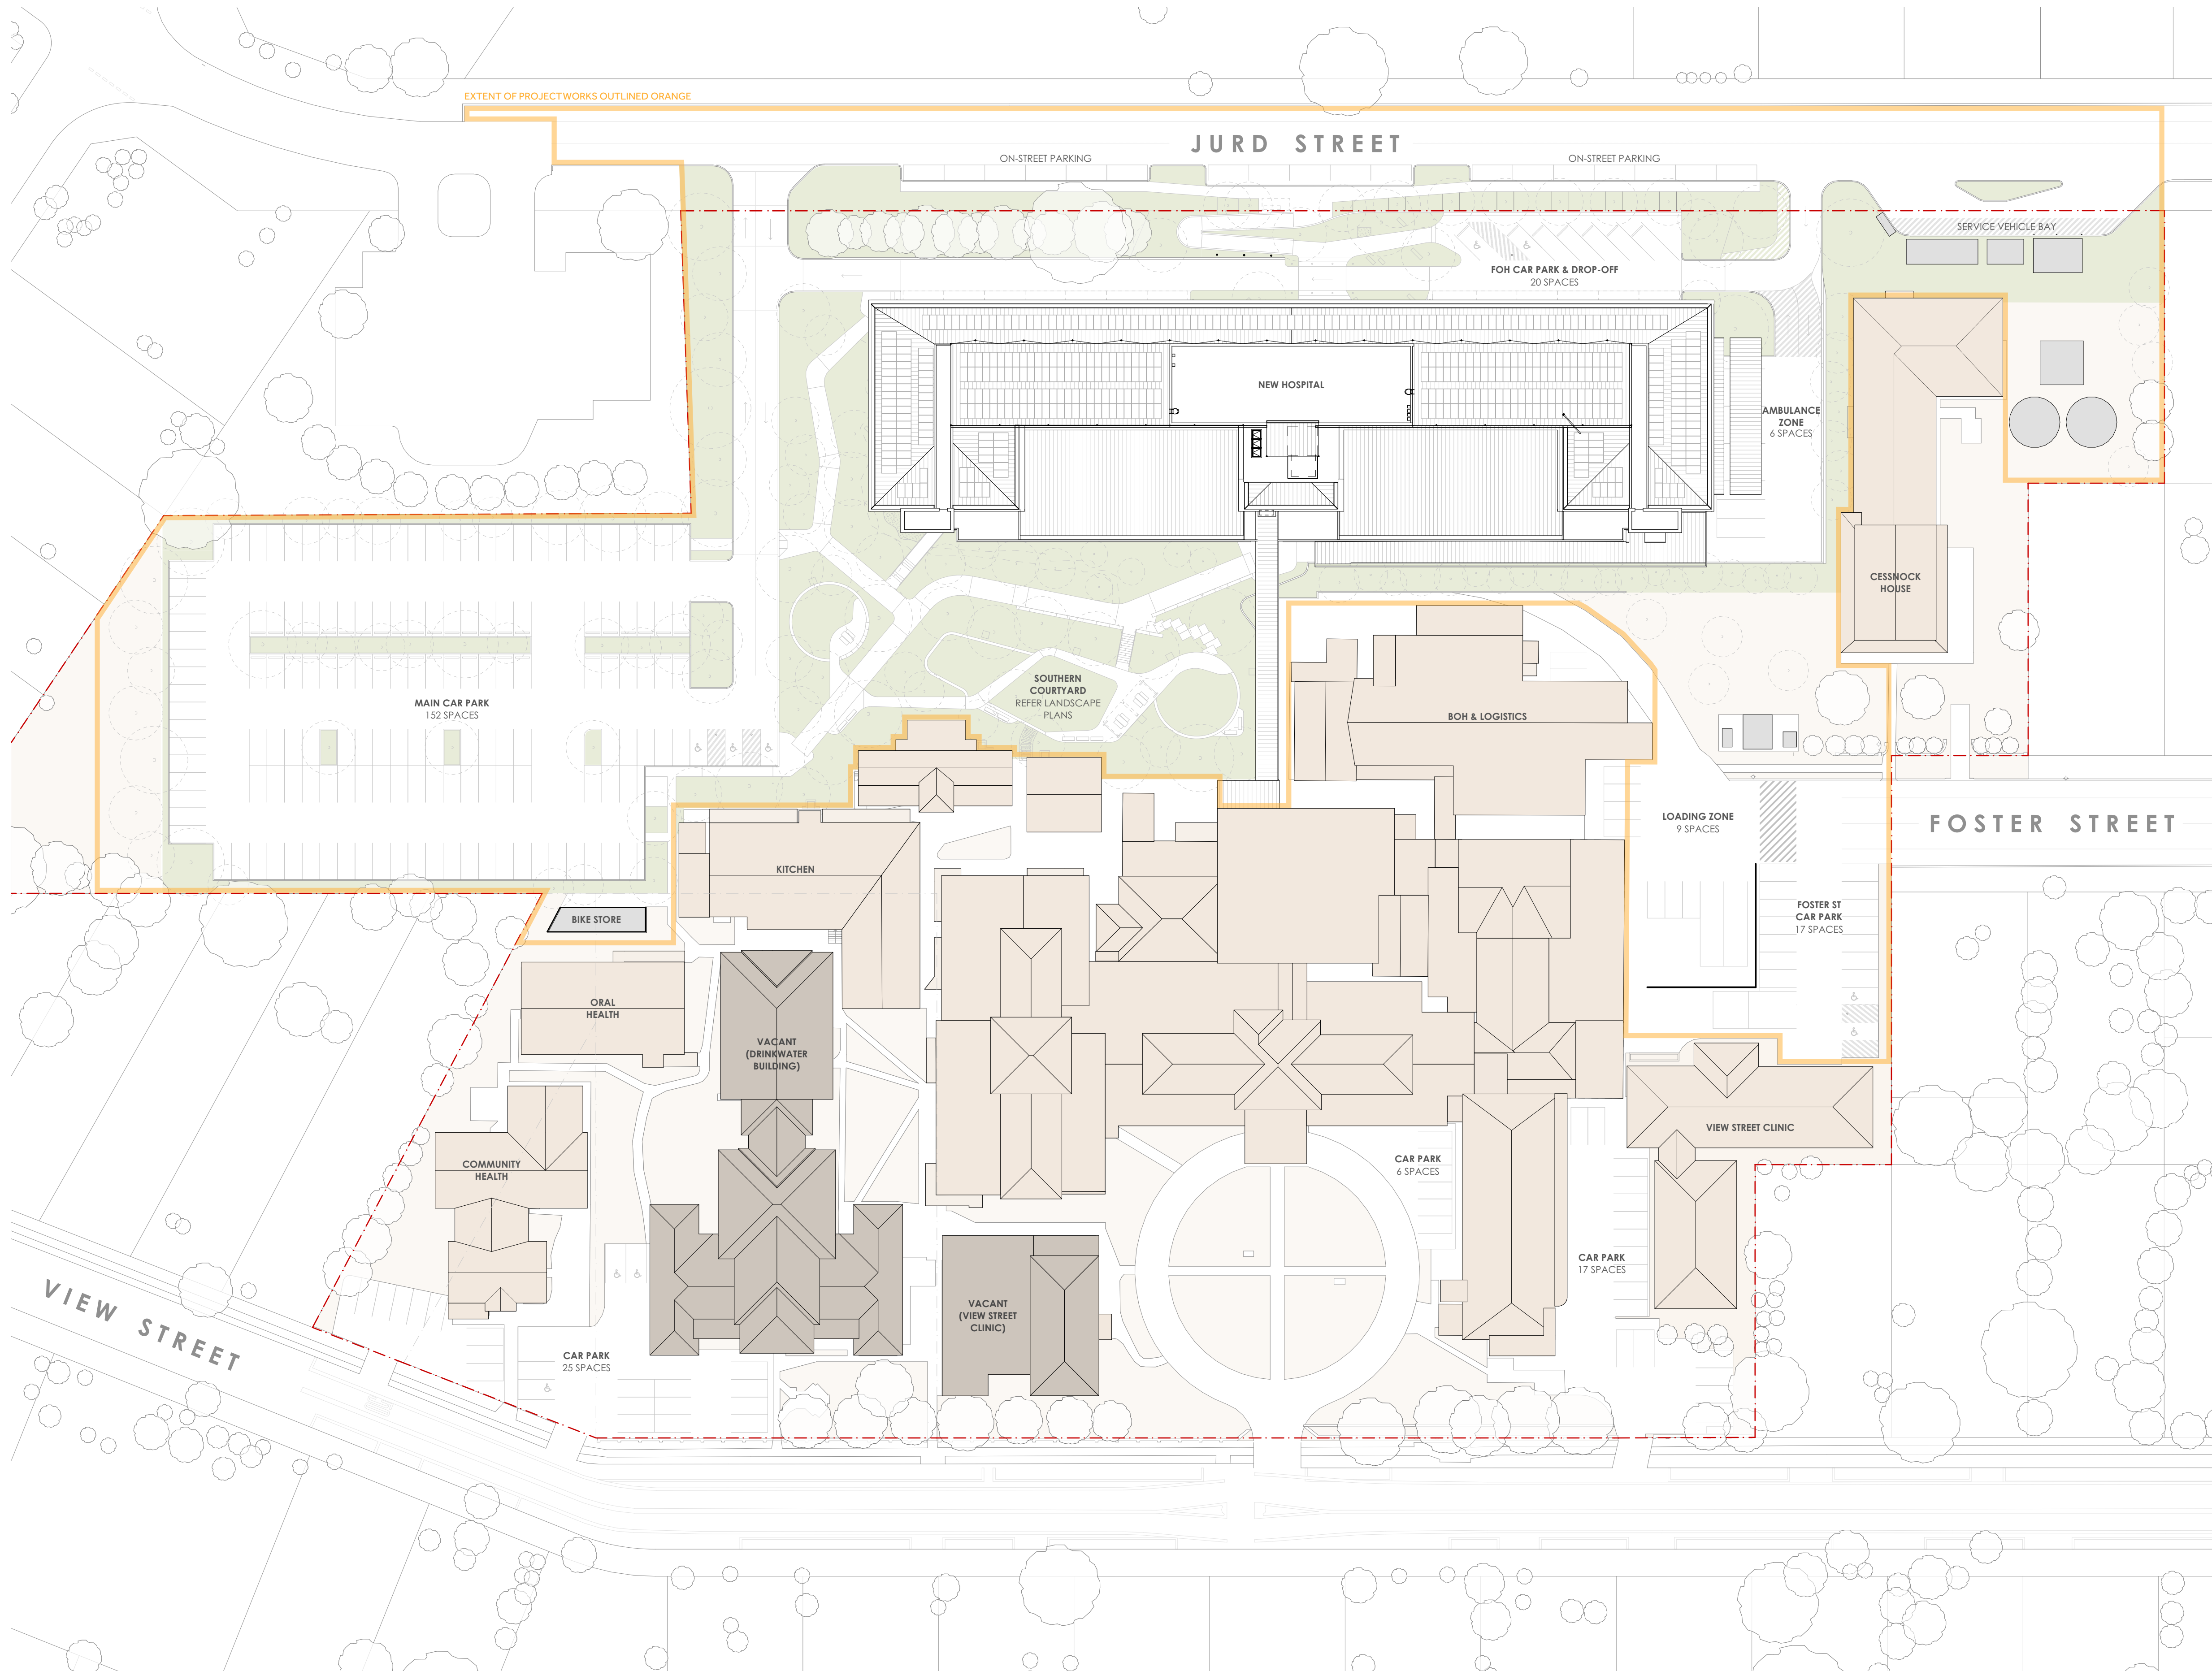 EXTENT OF PROJECT WORKS OUTLINED ORANGE
JURD STREET
ON-STREET PARKING
ON-STREET PARKING
SERVICE VEHICLE BAY
FOH CAR PARK & DROP-OFF
20 SPACES
NEW HOSPITAL
AMBULANCE
ZONE
6 SPACES
CESSNOCK
HOUSE
MAIN CAR PARK
152 SPACES
SOUTHERN
COURTYARD
REFER LANDSCAPE
PLANS
BOH & LOGISTICS
LOADING ZONE
9 SPACES
FOSTER STREET
KITCHEN
BIKE STORE
FOSTER ST
CAR PARK
17 SPACES
ORAL
HEALTH
VACANT
(DRINKWATER
BUILDING)
VIEW STREET CLINIC
COMMUNITY
HEALTH
CAR PARK
6 SPACES
CAR PARK
17 SPACES
VACANT
(VIEW STREET
CLINIC)
VIEW STREET
CAR PARK
25 SPACES